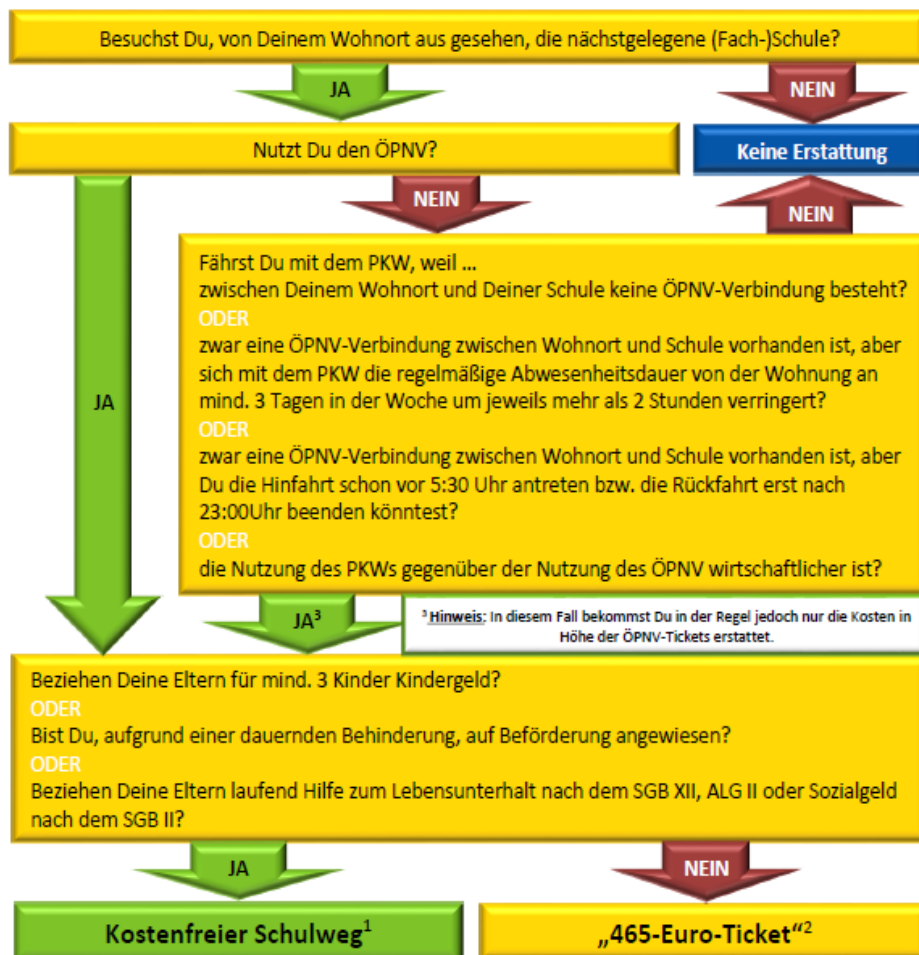 Besuchst Du, von Deinem Wohnort aus gesehen, die nächstgelegene (Fach-)Schule?
JA
NEIN
Nutzt Du den ÖPNV?
Keine Erstattung
NEIN
NEIN
Fährst Du mit dem PKW, weil ...
zwischen Deinem Wohnort und Deiner Schule keine ÖPNV-Verbindung besteht?
ODER
zwar eine ÖPNV-Verbindung zwischen Wohnort und Schule vorhanden ist, aber
sich mit dem PKW die regelmäßige Abwesenheitsdauer von der Wohnung an
mind. 3 Tagen in der Woche um jeweils mehr als 2 Stunden verringert?
JA
ODER
zwar eine ÖPNV-Verbindung zwischen Wohnort und Schule vorhanden ist, aber
Du die Hinfahrt schon vor 5:30 Uhr antreten bzw. die Rückfahrt erst nach
23:00Uhr beenden könntest?
ODER
die Nutzung des PKWs gegenüber der Nutzung des ÖPNV wirtschaftlicher ist?
JA³
³ Hinweis: In diesem Fall bekommst Du in der Regel jedoch nur die Kosten in
Höhe der ÖPNV-Tickets erstattet.
Beziehen Deine Eltern für mind. 3 Kinder Kindergeld?
ODER
Bist Du, aufgrund einer dauernden Behinderung, auf Beförderung angewiesen?
ODER
Beziehen Deine Eltern laufend Hilfe zum Lebensunterhalt nach dem SGB XII, ALG II oder Sozialgeld
nach dem SGB II?
JA
NEIN
Kostenfreier Schulweg¹
„465-Euro-Ticket“²